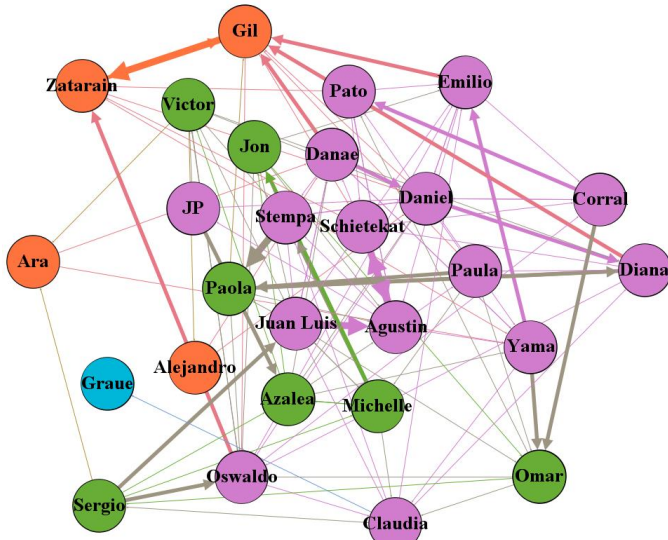 Gil
Zatarain
Emilio
Pato
Victor
Jon
Danae
Daniel
Corral
JP
Stempa
Schietekat
Ara
Paola
Paula
Diana
Juan Luis
Agustin
Yama
Alejandro
Graue
Azalea
Michelle
Oswaldo
Omar
Sergio
Claudia